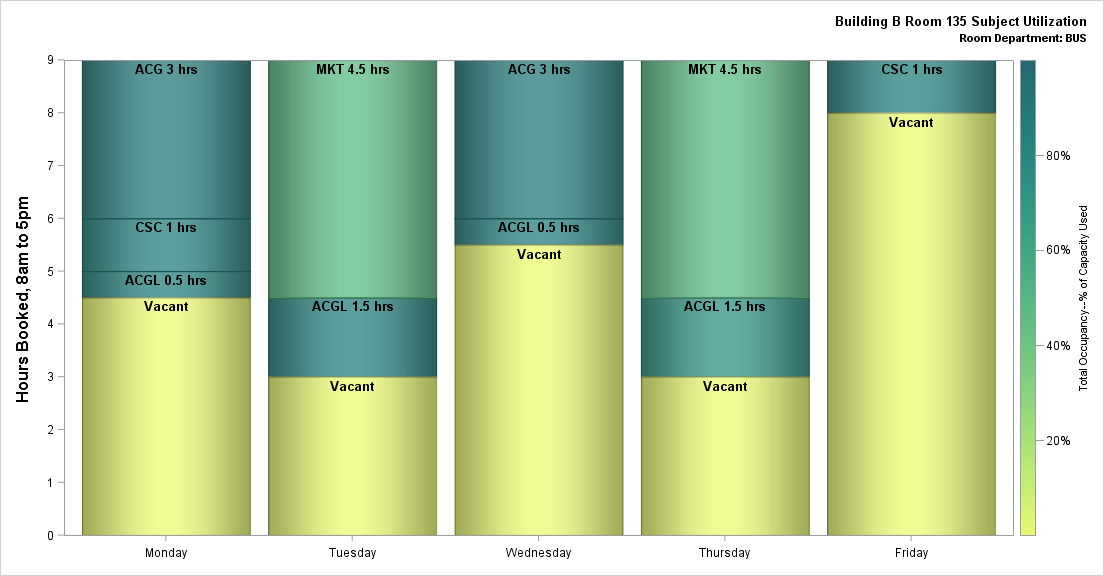 Building B Room 135 Subject Utilization
Room Department: BUS
Hours Booked, 8am to 5pm
9
8
7
6
5
4
3
2
1
0
ACG 3 hrs
CSC 1 hrs
ACGL 0.5 hrs
Vacant
MKT 4.5 hrs
ACGL 1.5 hrs
Vacant
ACG 3 hrs
ACGL 0.5 hrs
Vacant
MKT 4.5 hrs
ACGL 1.5 hrs
Vacant
CSC 1 hrs
Vacant
Monday
Tuesday
Wednesday
Thursday
Friday
80%
60%
40%
20%
Total Occupancy--% of Capacity Used